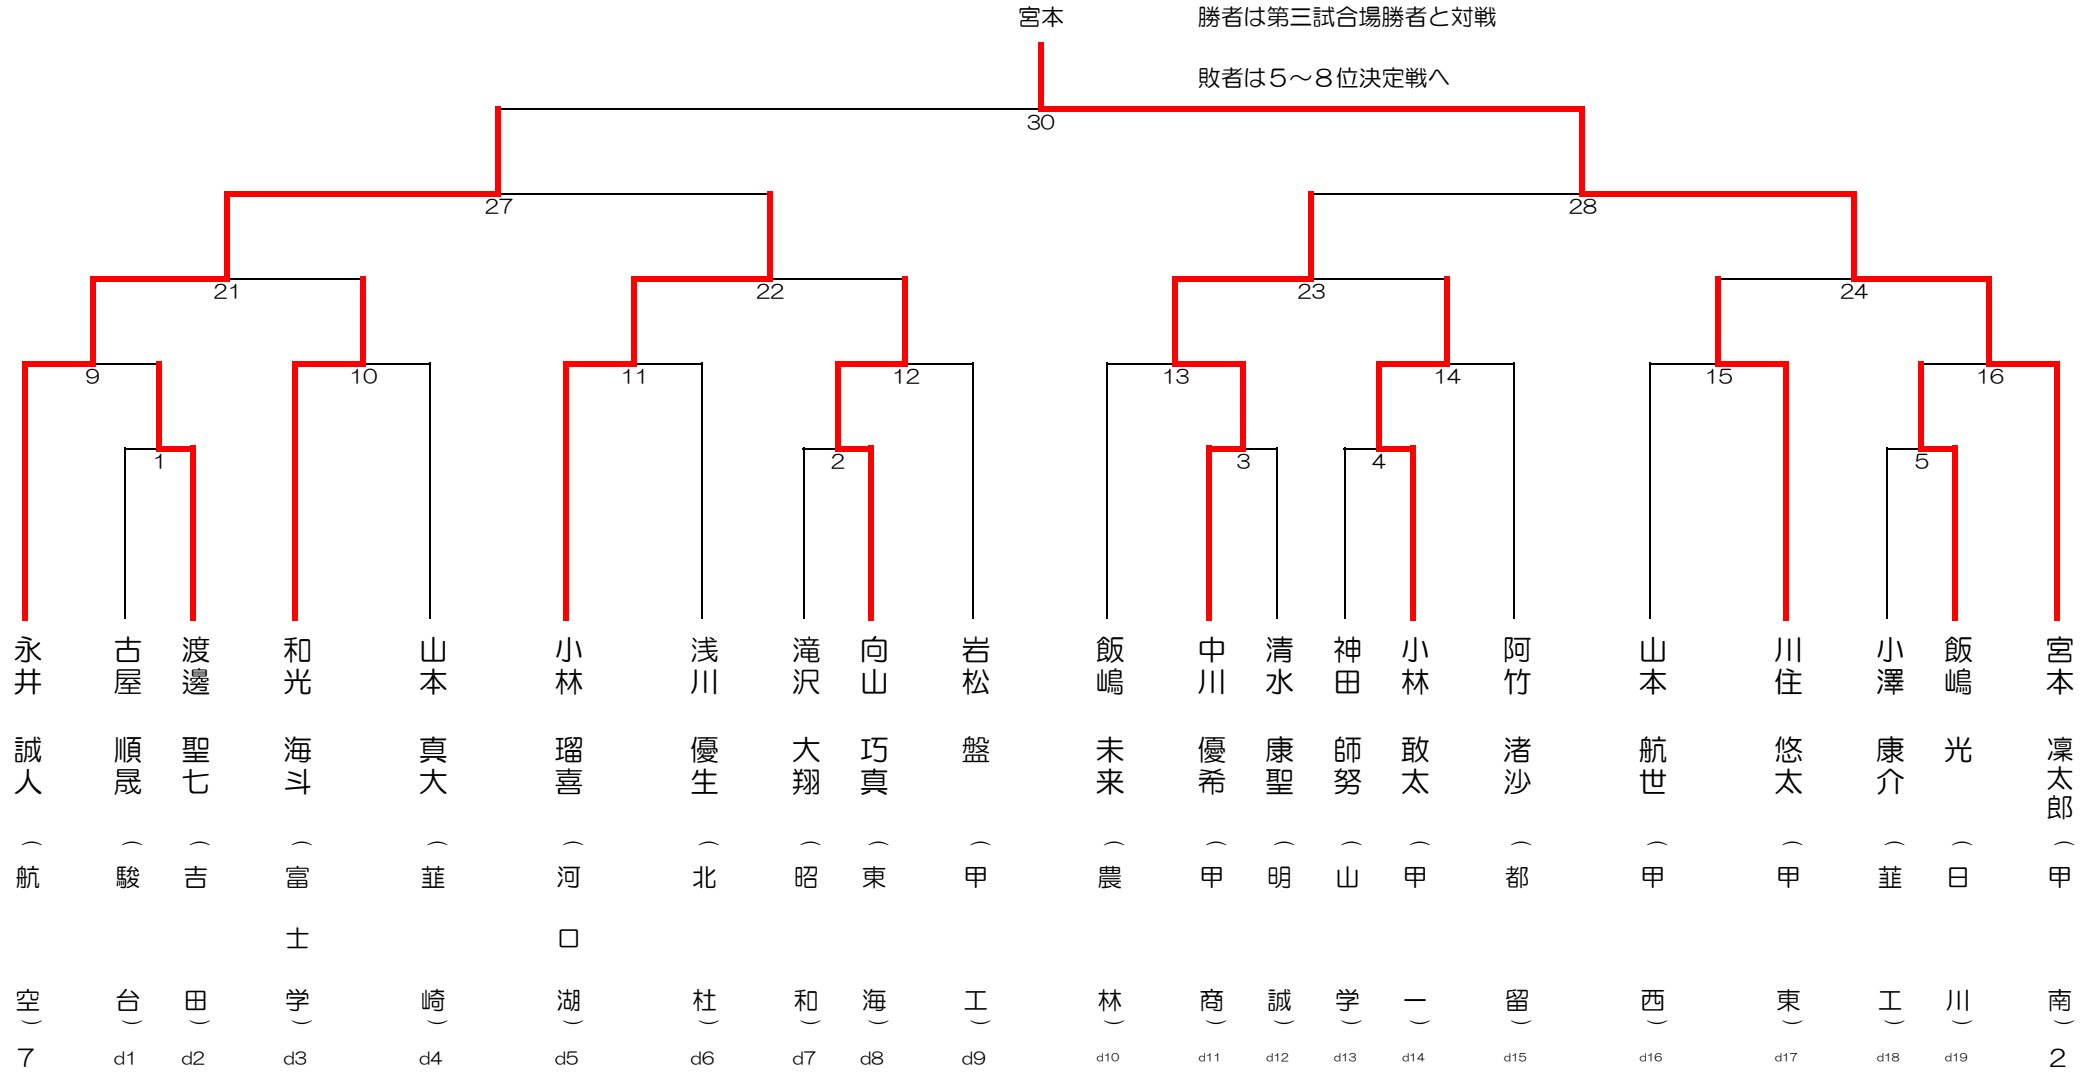 宮本
勝者は第三試合場勝者と対戦
敗者は５～８位決定戦へ
30
27
28
21
22
23
24
9
10
11
12
13
14
15
16
1
2
3
4
5
永井 誠人（航空）7
古屋 順晟（駿台）d1
渡邊 聖七（吉田）d2
和光 海斗（富士学）d3
山本 真大（韮崎）d4
小林 瑠喜（河口湖）d5
浅川 優生（北杜）d6
滝沢 大翔（昭和）d7
向山 巧真（東海）d8
岩松 盤（甲工）d9
飯嶋 未来（農林）d10
中川 優希（甲商）d11
清水 康聖（明誠）d12
神田 師努（山学）d13
小林 敢太（甲一）d14
阿竹 渚沙（都留）d15
山本 航世（甲西）d16
川住 悠太（甲東）d17
小澤 康介（韮工）d18
飯嶋 光（日川）d19
宮本 凜太郎（甲南）2